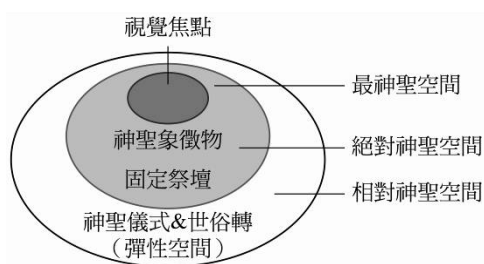 視覺焦點
最神聖空間
神聖象徵物
絕對神聖空間
固定祭壇
相對神聖空間
神聖儀式&世俗轉
（彈性空間）